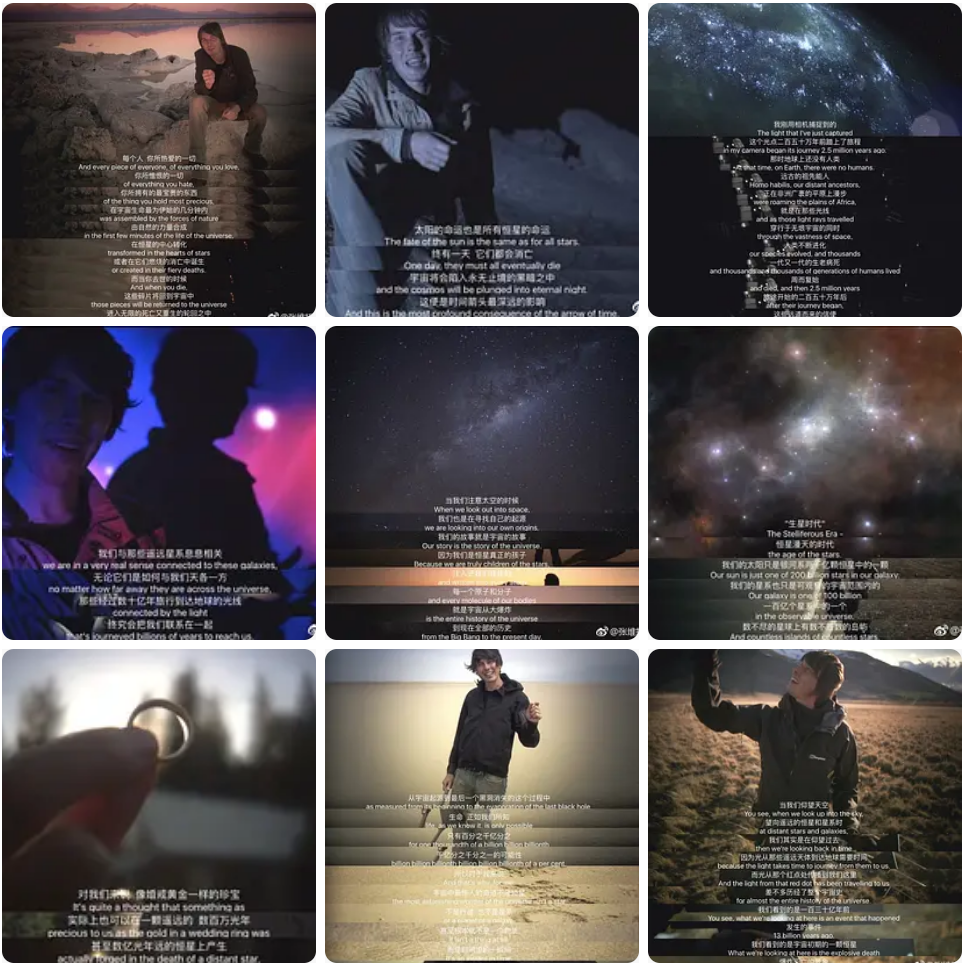 每个人 你所热爱的一切
And every piece of everyone, of everything you love,
你所憎恨的一切
of everything you hate,
你所拥有的最宝贵的东西
of the thing you hold most precious,
在宇宙生命最为伊始的几分钟内
was assembled by the forces of nature
由自然的力量合成
in the first few minutes of the life of the universe,
在恒星的中心转化
transformed in the hearts of stars
或者在它们燃烧的消亡中诞生
or created in their fiery deaths.
而当你去世的时候
And when you die,
这些碎片将回到宇宙中
those pieces will be returned to the universe
进入无限的死亡又重生的轮回之中
太阳的命运也是所有恒星的命运
The fate of the sun is the same as for all stars.
终有一天 它们都会消亡
One day, they must all eventually die
宇宙将会陷入永无止境的黑暗之中
and the cosmos will be plunged into eternal night.
这便是时间箭头最深远的影响
And this is the most profound consequence of the arrow of time.
我刚用相机捕捉到的
The light that I've just captured
这个光点二百五十万年前踏上了旅程
in my camera began its journey 2.5 million years ago.
那时地球上还没有人类
At that time, on Earth, there were no humans.
远古的祖先能人
Homo habilis, our distant ancestors,
正在非洲广袤的平原上漫步
were roaming the plains of Africa,
就是在那些光线
and as those light rays travelled
穿行于无垠宇宙的同时
through the vastness of space,
人类不断进化
our species evolved, and thousands
一代又一代的生老病死
and thousands and thousands of generations of humans lived
周而复始
and died, and then 2.5 million years
旅途开始的二百五十万年后
after their journey began,
这些远道而来的信使
我们与那些遥远星系息息相关
we are in a very real sense connected to these galaxies,
无论它们是如何与我们天各一方
no matter how far away they are across the universe,
那些经过数十亿年旅行到达地球的光线
connected by the light
终究会把我们联系在一起
that's journeyed billions of years to reach us.
当我们注意太空的时候
When we look out into space,
我们也是在寻找自己的起源
we are looking into our own origins.
我们的故事就是宇宙的故事
Our story is the story of the universe.
因为我们是恒星真正的孩子
Because we are truly children of the stars.
每一个原子和分子
and every molecule of our bodies
就是宇宙从大爆炸
is the entire history of the universe
到现在全部的历史
from the Big Bang to the present day.
"生星时代"
The Stelliferous Era -
恒星漫天的时代
the age of the stars.
我们的太阳只是银河系两千亿颗恒星中的一颗
Our sun is just one of 200 billion stars in our galaxy.
我们的星系也是可观察的宇宙范围内的
Our galaxy is one of 100 billion
一百亿个星系中的一个
in the observable universe.
数不尽的星球上有数不尽的岛屿
And countless islands of countless stars.
对我们来说 像婚戒黄金一样的珍宝
It's quite a thought that something as
实际上也可以在一颗遥远的 数百万光年
precious to us as the gold in a wedding ring was
甚至数亿光年远的恒星上产生
actually forged in the death of a distant star,
从宇宙起源到最后一个黑洞消失的这个过程中
as measured from its beginning to the evaporation of the last black hole
生命 正如我们所知
life, as we know it, is only possible
只有百分之千亿分之
for one thousandth of a billion billion billionth
千亿分之千分之一的可能性
billion billion billionth billion billion billionth of a per cent.
当我们仰望天空
You see, when we look up into the sky,
望向遥远的恒星和星系时
at distant stars and galaxies,
我们其实是在仰望过去
then we're looking back in time
因为光从那些遥远天体到达地球需要时间
because the light takes time to journey from them to us.
而光从那个红点处传播到我们这里
And the light from that red dot has been travelling to us
差不多历经了整个宇宙史
for almost the entire history of the universe
我们看到的是一百三十亿年前
You see, what we're looking at here is an event that happened
发生的事件
13 billion years ago.
我们看到的是宇宙初期的一颗恒星
What we're looking at here is the explosive death